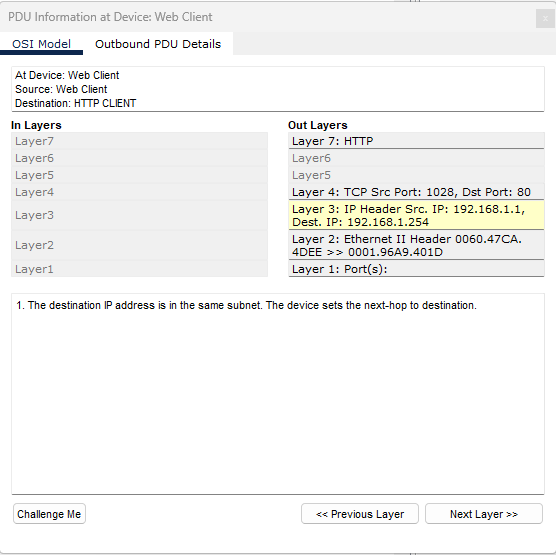 PDU Information at Device: Web Client
x
OSI Model Outbound PDU Details
At Device: Web Client
Source: Web Client
Destination: HTTP CLIENT
In Layers
Layer7
Layer6
Layer5
Layer4
Layer3
Layer2
Layer1
Out Layers
Layer 7: HTTP
Layer6
Layer5
Layer 4: TCP Src Port: 1028, Dst Port: 80
Layer 3: IP Header Src. IP: 192.168.1.1,
Dest. IP: 192.168.1.254
Layer 2: Ethernet II Header 0060.47CA.
4DEE >> 0001.96A9.401D
Layer 1: Port(s):
1. The destination IP address is in the same subnet. The device sets the next-hop to destination.
Challenge Me
<< Previous Layer
Next Layer >>